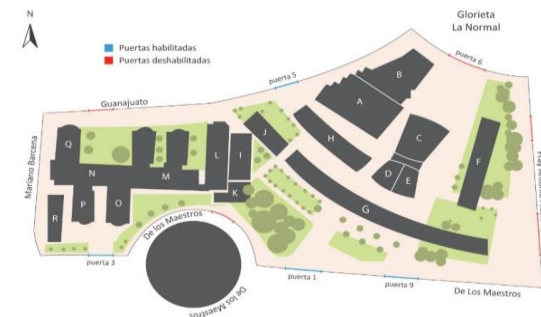 N
Glorieta
La Normal
Puertas habilitadas
Puertas deshabilitadas
puerta 6
puerta 5
Guanajuato
Mariano Barcena
A
B
C
D
E
F
G
H
I
J
K
L
M
N
O
P
Q
R
De los Maestros
De los Maestros
puerta 3
puerta 1
puerta 9
De Los Maestros